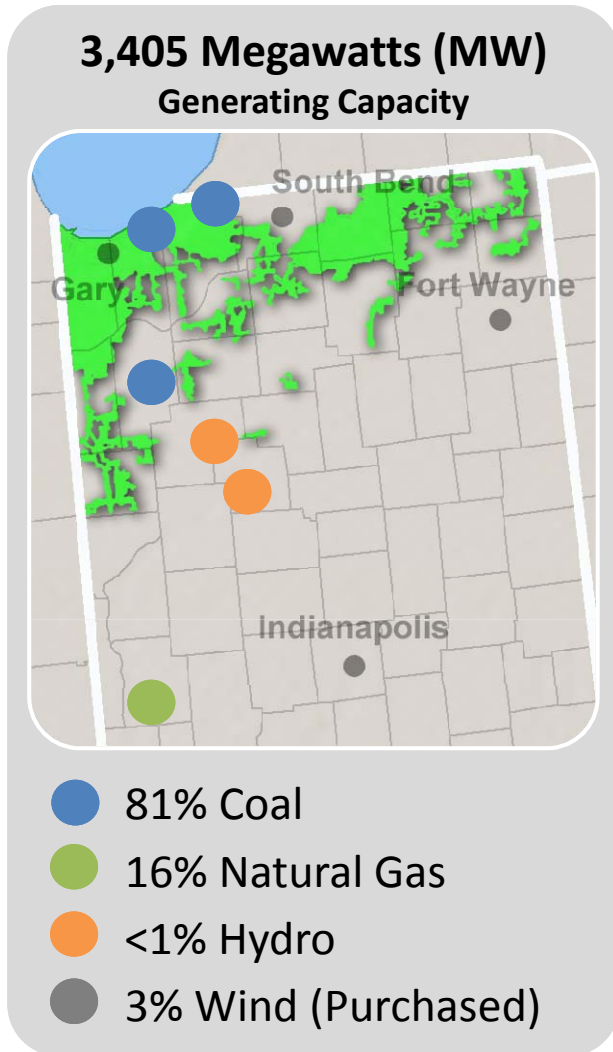 3,405 Megawatts (MW)
Generating Capacity
South Bend
Gary
Fort Wayne
Indianapolis
81% Coal
16% Natural Gas
<1% Hydro
3% Wind (Purchased)